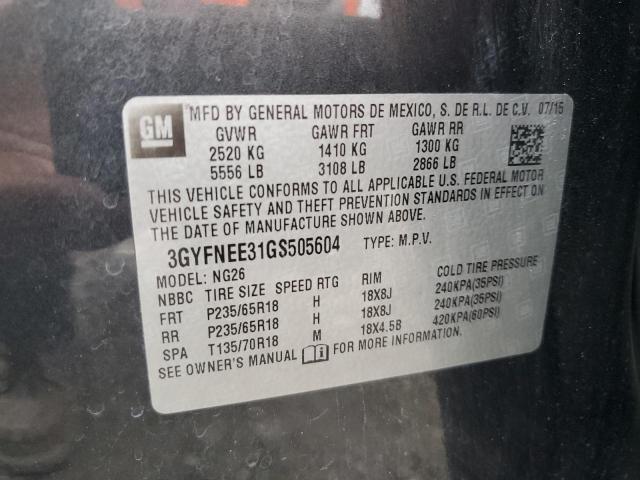 GM
MFD BY GENERAL MOTORS DE MEXICO, S. DE R.L. DE C.V. 07/15
GVWR GAWR FRT GAWR RR
2520 KG 1410 KG 1300 KG
5556 LB 3108 LB 2866 LB
THIS VEHICLE CONFORMS TO ALL APPLICABLE U.S. FEDERAL MOTOR
VEHICLE SAFETY AND THEFT PREVENTION STANDARDS IN EFFECT ON
THE DATE OF MANUFACTURE SHOWN ABOVE.
3GYFNEE31GS505604 TYPE: M.P.V.
MODEL: NG26
NBBC TIRE SIZE SPEED RTG RIM COLD TIRE PRESSURE
FRT P235/65R18 H 18X8J 240KPA(35PSI)
RR P235/65R18 H 18X8J 240KPA(35PSI)
SPA T135/70R18 M 18X4.5B 420KPA(60PSI)
SEE OWNER'S MANUAL FOR MORE INFORMATION.